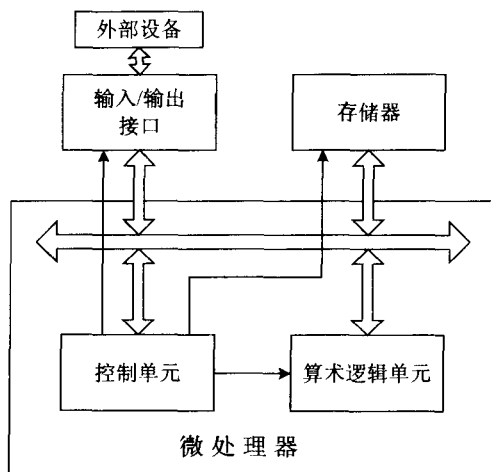 外部设备
输入/输出
接口
存储器
控制单元
算术逻辑单元
微处理器